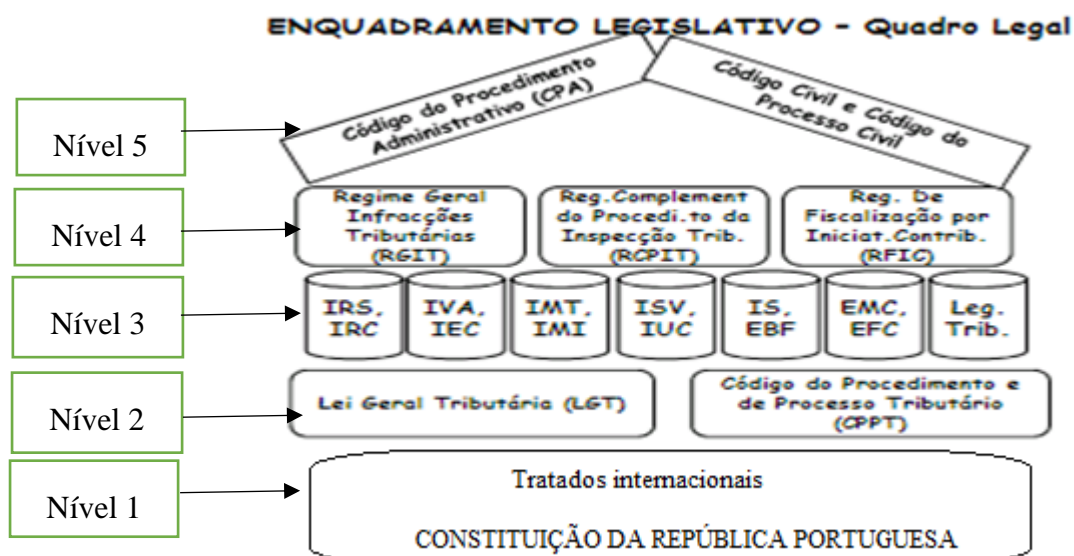 ENQUADRAMENTO LEGISLATIVO - Quadro Legal
Nível 5
Código do Procedimento
Administrativo (CPA)
Código Civil e Código do
Processo Civil
Nível 4
Regime Geral
Infracções
Tributárias
(RGIT)
Reg.Complement
do Procedi.to da
Inspecção Trib.
(RCPIT)
Reg. De
Fiscalização por
Iniciat.Contrib.
(RFIC)
Nível 3
IRS,
IRC
IVA,
IEC
IMT,
IMI
ISV,
IUC
IS,
EBF
EMC,
EFC
Leg.
Trib.
Nível 2
Lei Geral Tributária (LGT)
Código do Procedimento e
de Processo Tributário
(CPPT)
Nível 1
Tratados internacionais
CONSTITUIÇÃO DA REPÚBLICA PORTUGUESA